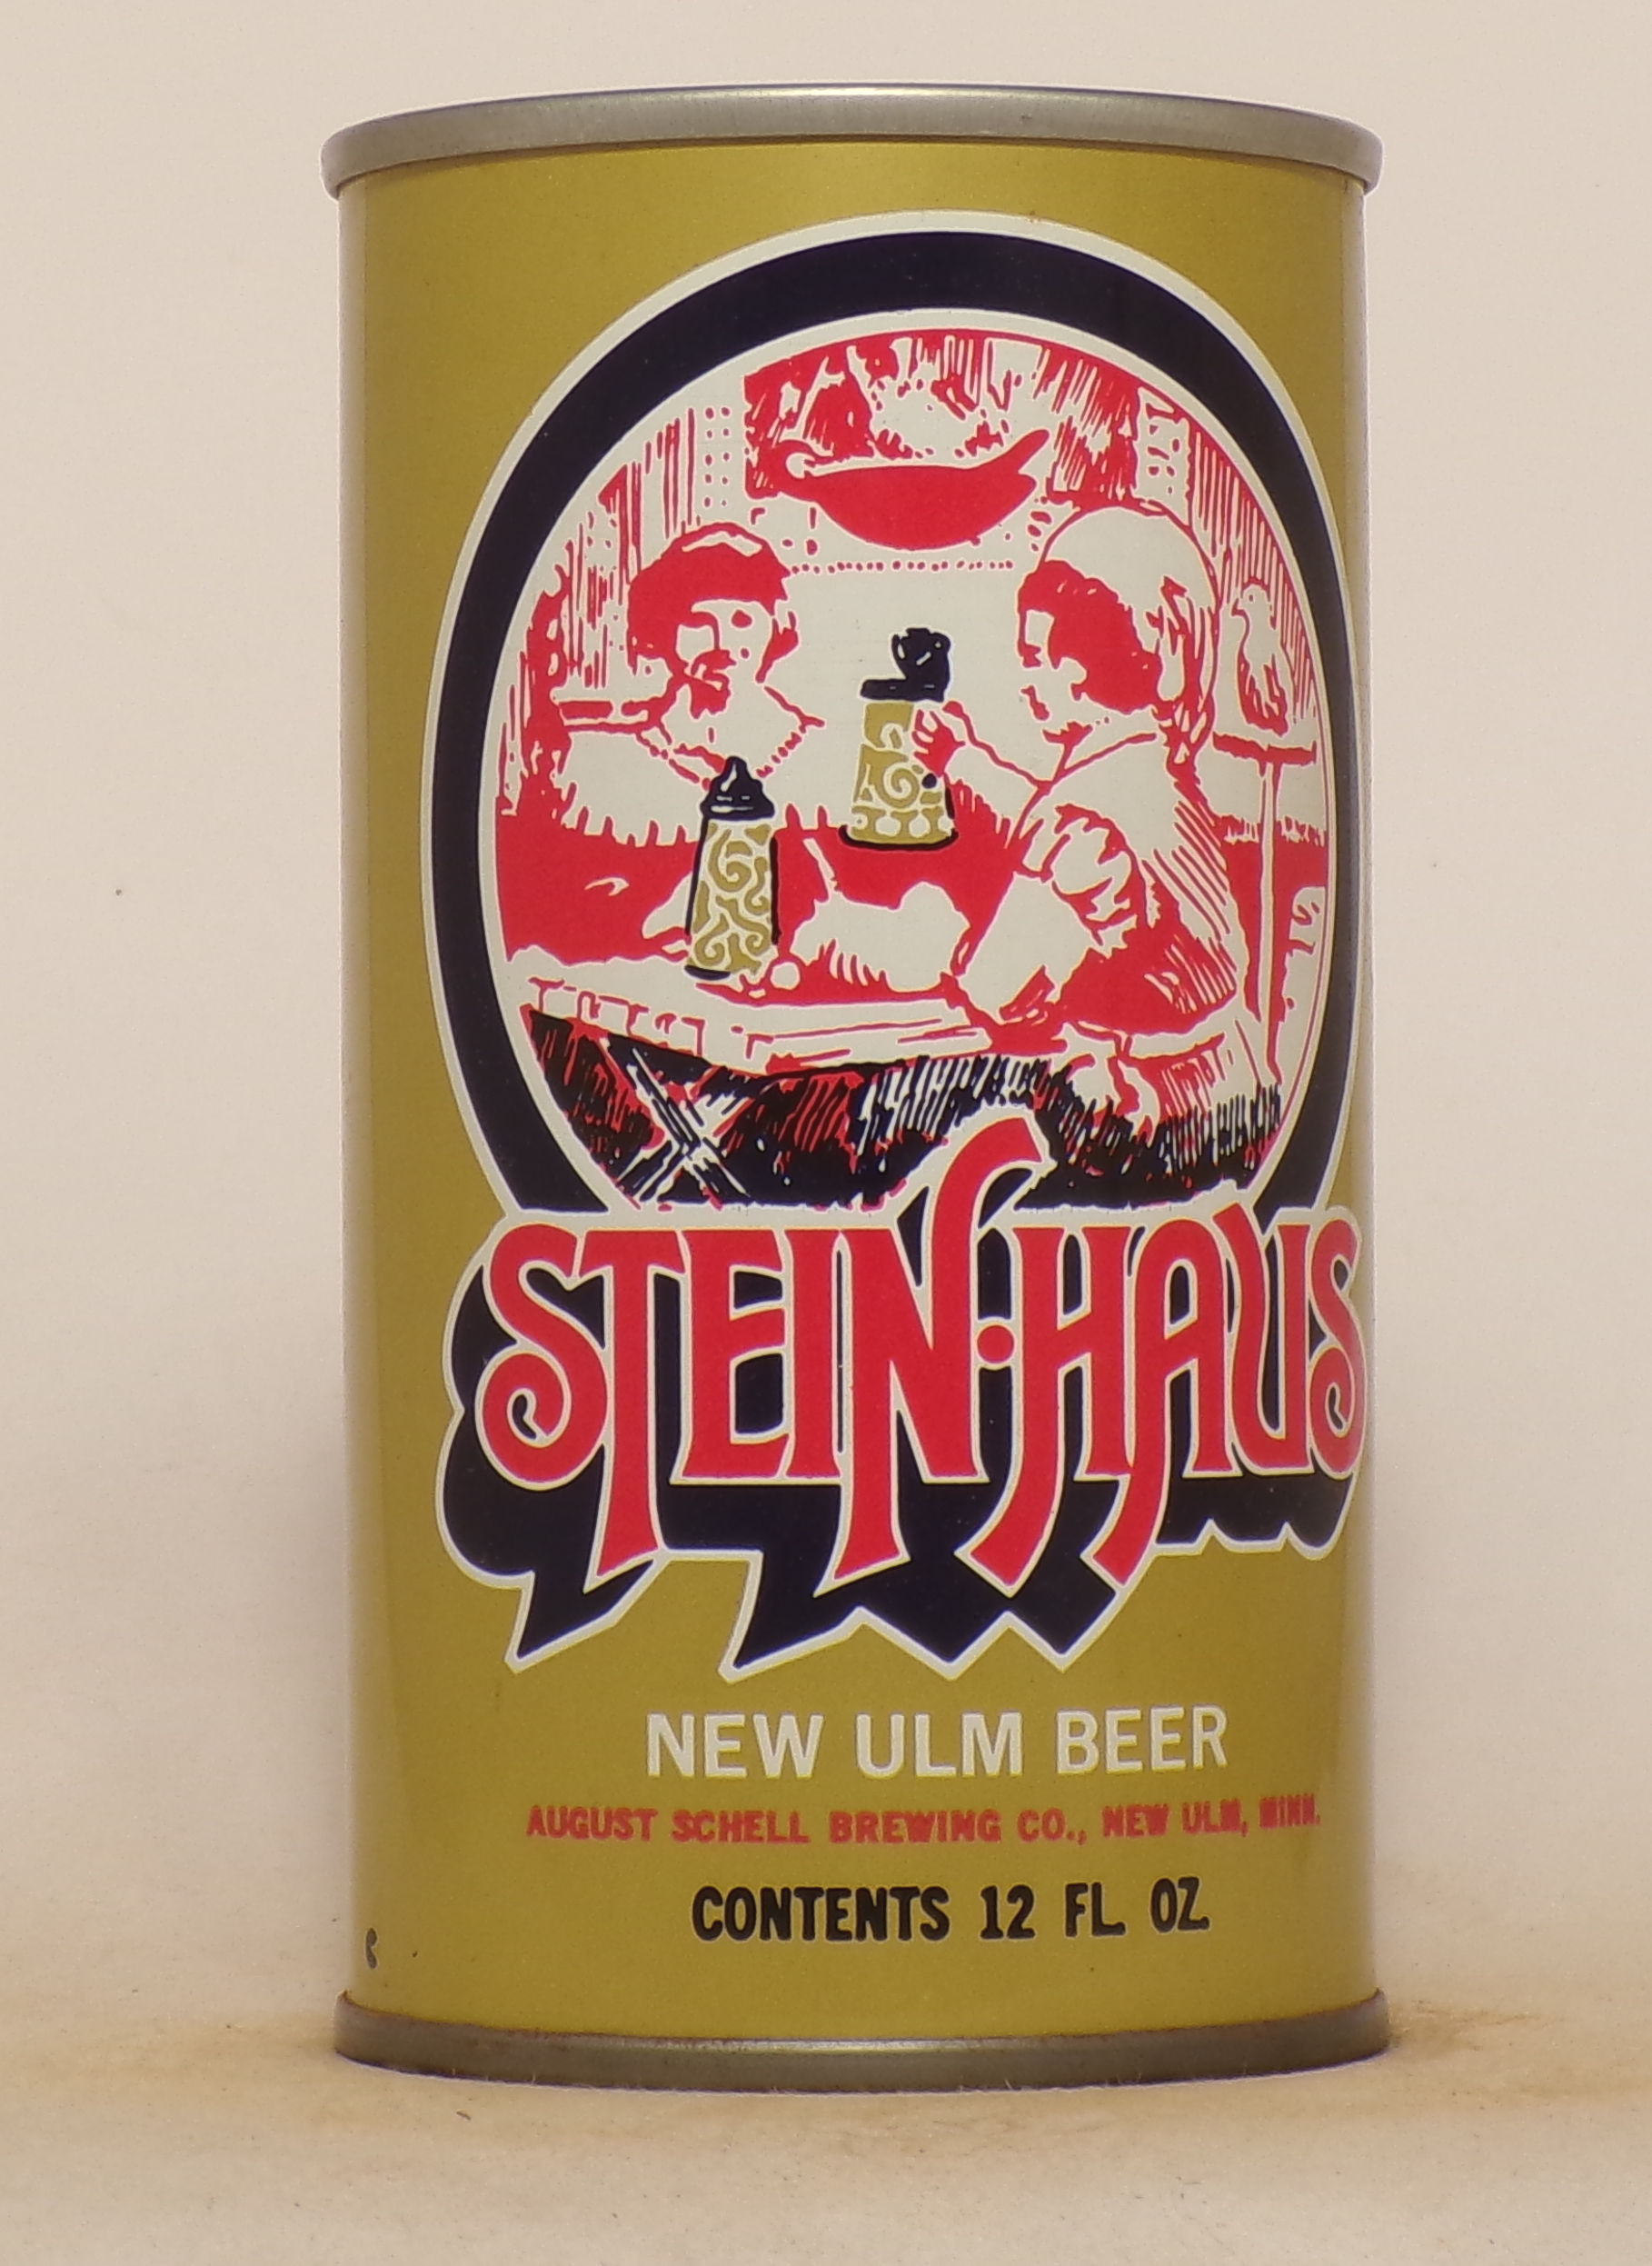 STEIN·HAUS
NEW ULM BEER
AUGUST SCHELL BREWING CO., NEW ULM, MINN.
CONTENTS 12 FL. OZ.